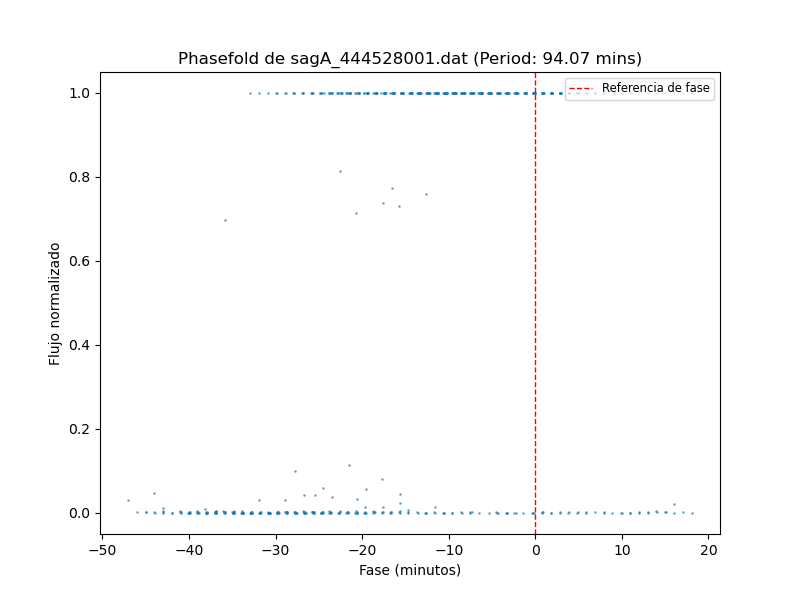 Phasefold de sagA_444528001.dat (Period: 94.07 mins)
Referencia de fase
Flujo normalizado
1.0
0.8
0.6
0.4
0.2
0.0
−50 −40 −30 −20 −10 0 10 20
Fase (minutos)